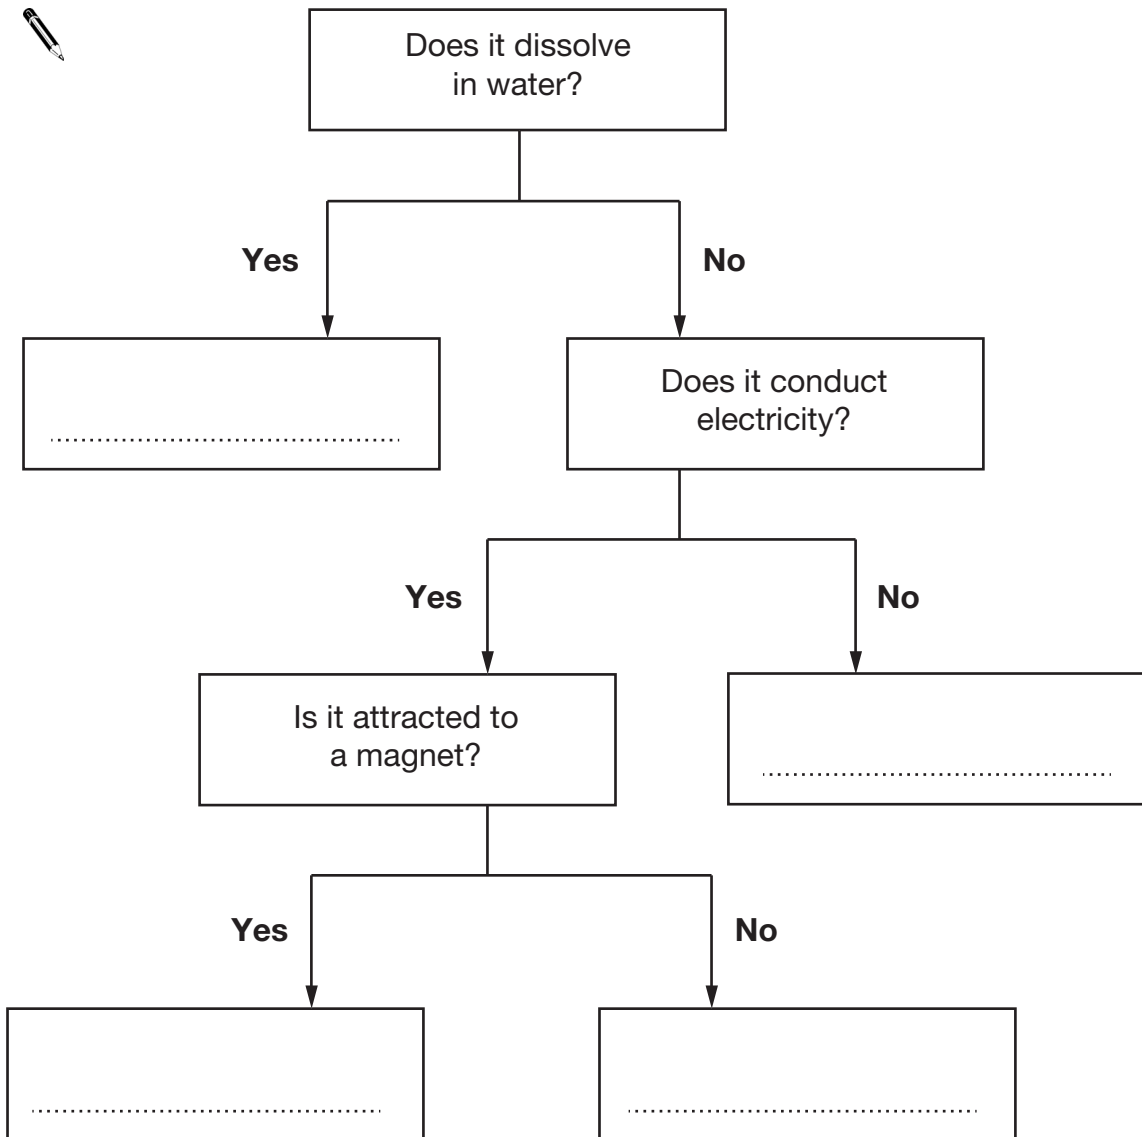 Does it dissolve
in water?
Yes
No
Does it conduct
electricity?
Yes
No
Is it attracted to
a magnet?
Yes
No